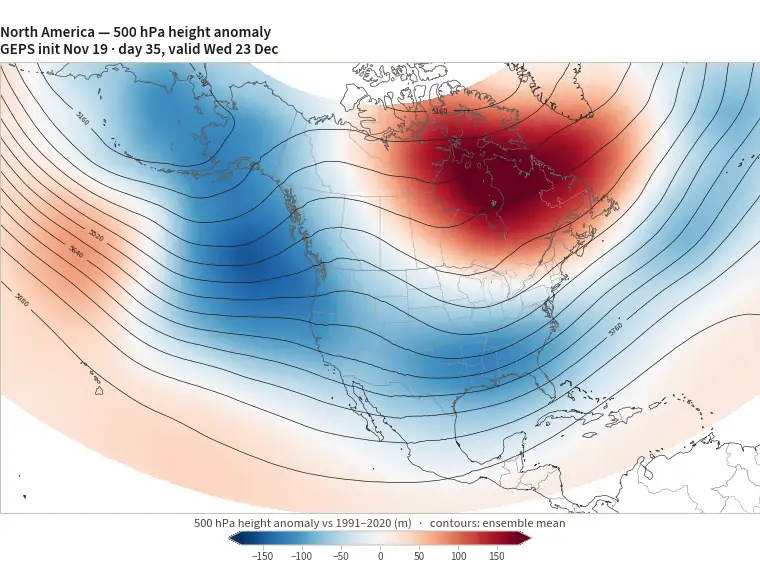 North America — 500 hPa height anomaly
GEPS init Nov 19 · day 35, valid Wed 23 Dec
5160
5160
5160
5520
5640
5880
5760
500 hPa height anomaly vs 1991–2020 (m) · contours: ensemble mean
−150 −100 −50 0 50 100 150